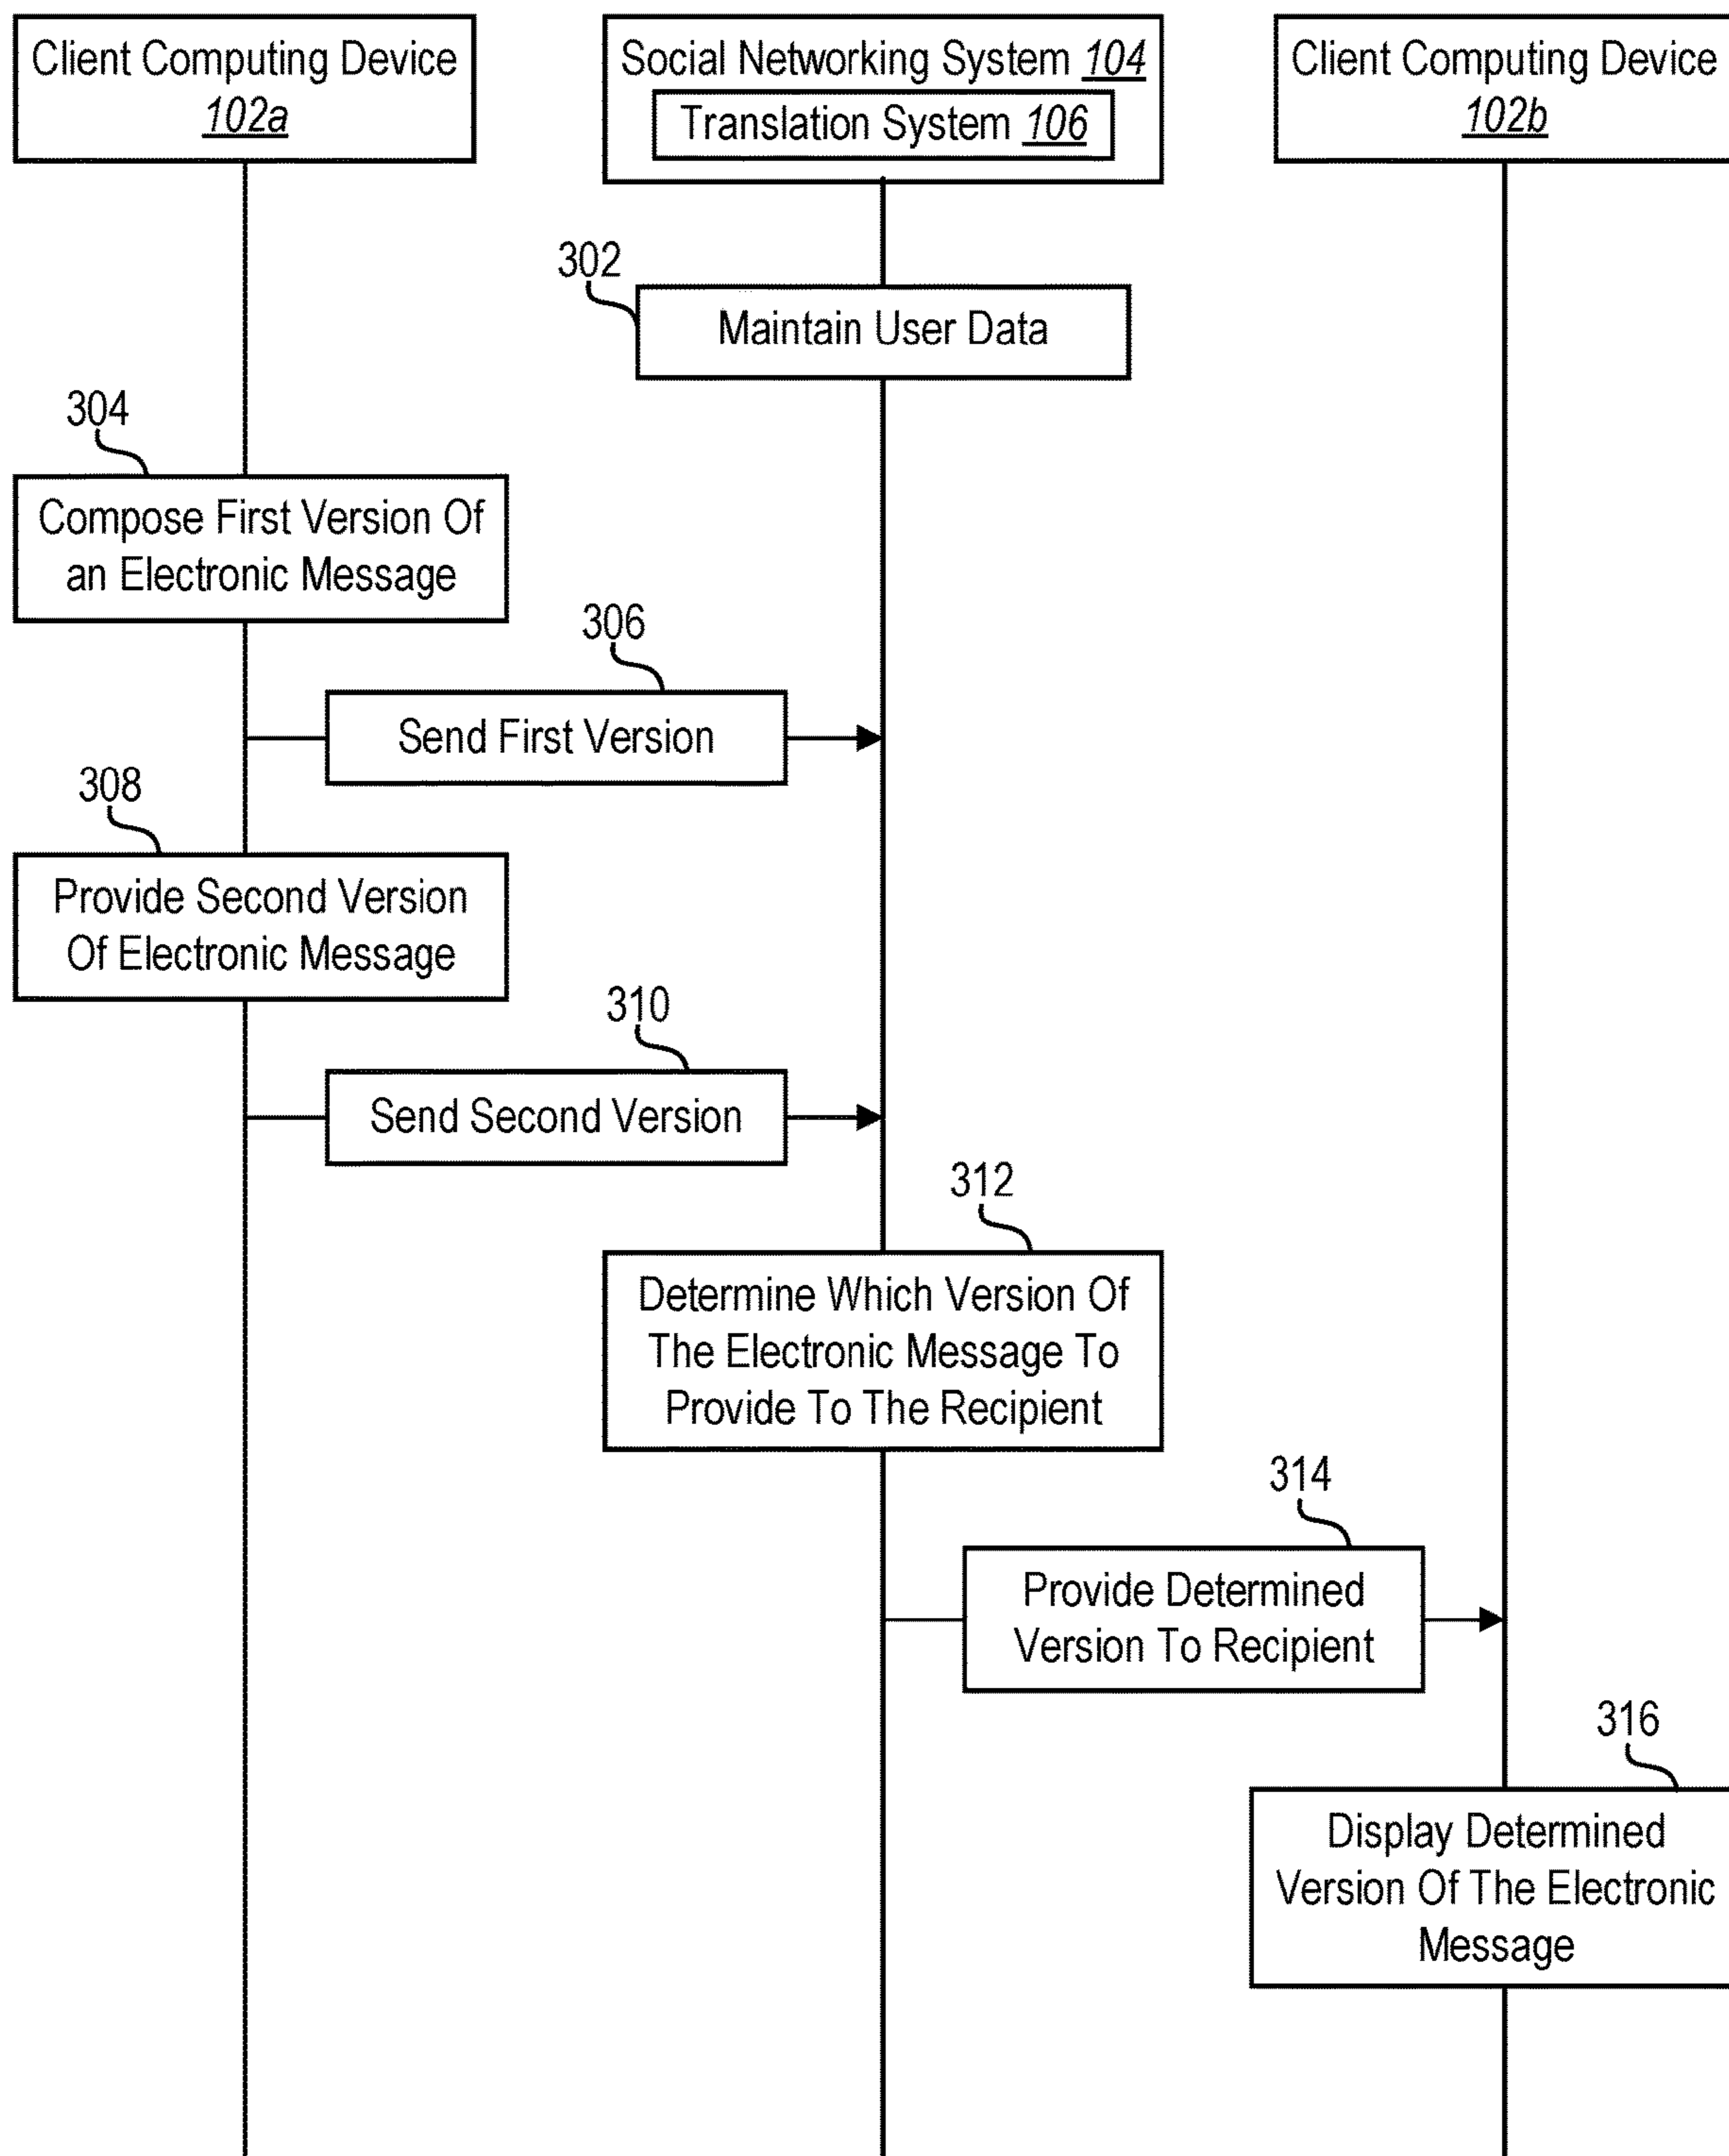 Client Computing Device
102a
Social Networking System 104
Translation System 106
Client Computing Device
102b
302
Maintain User Data
304
Compose First Version Of
an Electronic Message
306
Send First Version
308
Provide Second Version
Of Electronic Message
310
Send Second Version
312
Determine Which Version Of
The Electronic Message To
Provide To The Recipient
314
Provide Determined
Version To Recipient
316
Display Determined
Version Of The Electronic
Message